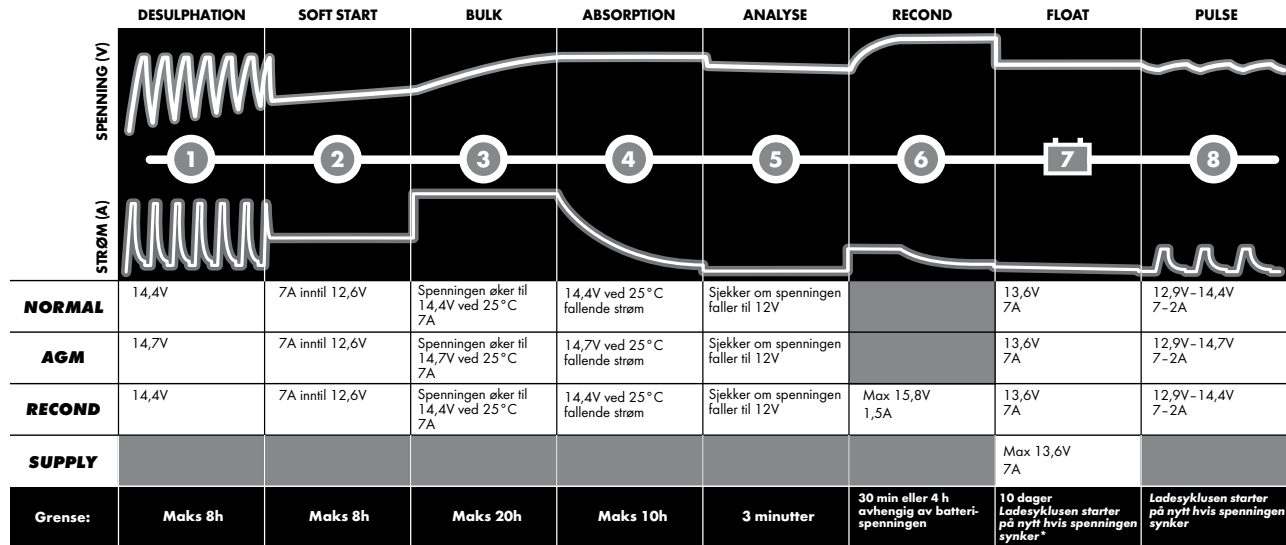 DESULPHATION SOFT START BULK ABSORPTION ANALYSE RECOND FLOAT PULSE
SPENNING (V)
1 2 3 4 5 6 7 8
STRØM (A)
NORMAL
14,4V
7A inntil 12,6V
Spenningen øker til
14,4V ved 25°C
7A
14,4V ved 25°C
fallende strøm
Sjekker om spenningen
faller til 12V
13,6V
7A
12,9V–14,4V
7–2A
AGM
14,7V
7A inntil 12,6V
Spenningen øker til
14,7V ved 25°C
7A
14,7V ved 25°C
fallende strøm
Sjekker om spenningen
faller til 12V
13,6V
7A
12,9V–14,7V
7–2A
RECOND
14,4V
7A inntil 12,6V
Spenningen øker til
14,4V ved 25°C
7A
14,4V ved 25°C
fallende strøm
Sjekker om spenningen
faller til 12V
Max 15,8V
1,5A
13,6V
7A
12,9V–14,4V
7–2A
SUPPLY
Max 13,6V
7A
Grense:
Maks 8h
Maks 8h
Maks 20h
Maks 10h
3 minutter
30 min eller 4 h
avhengig av batteri-
spenningen
10 dager
Ladesyklusen starter
på nytt hvis spenningen
synker*
Ladesyklusen starter
på nytt hvis spenningen
synker